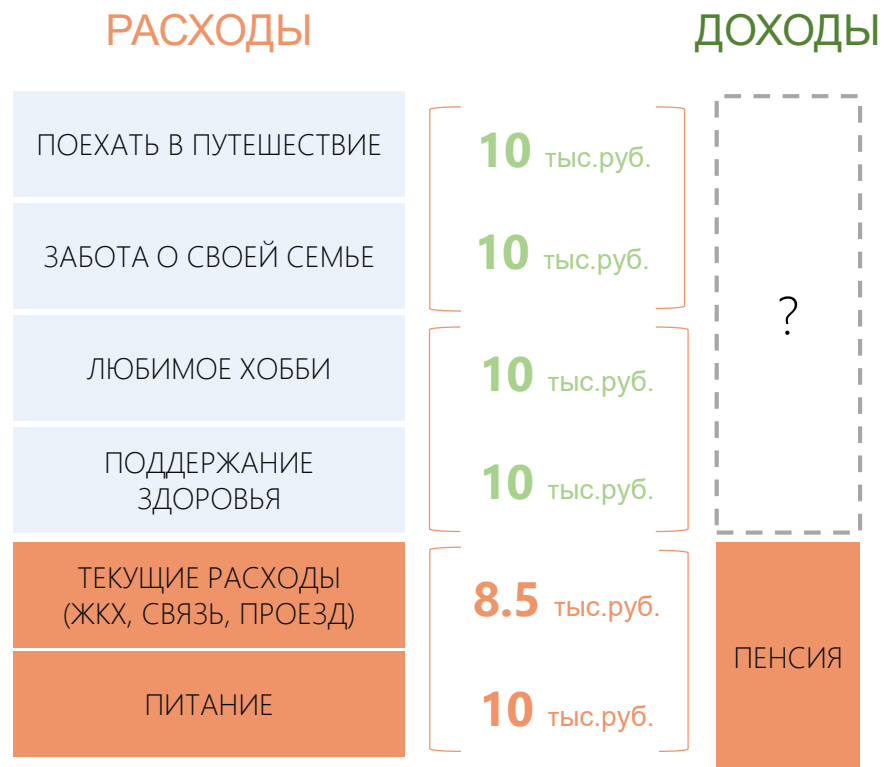 РАСХОДЫ
ДОХОДЫ
ПОЕХАТЬ В ПУТЕШЕСТВИЕ
10 тыс.руб.
ЗАБОТА О СВОЕЙ СЕМЬЕ
10 тыс.руб.
?
ЛЮБИМОЕ ХОББИ
10 тыс.руб.
ПОДДЕРЖАНИЕ
ЗДОРОВЬЯ
10 тыс.руб.
ТЕКУЩИЕ РАСХОДЫ
(ЖКХ, СВЯЗЬ, ПРОЕЗД)
8.5 тыс.руб.
ПЕНСИЯ
ПИТАНИЕ
10 тыс.руб.